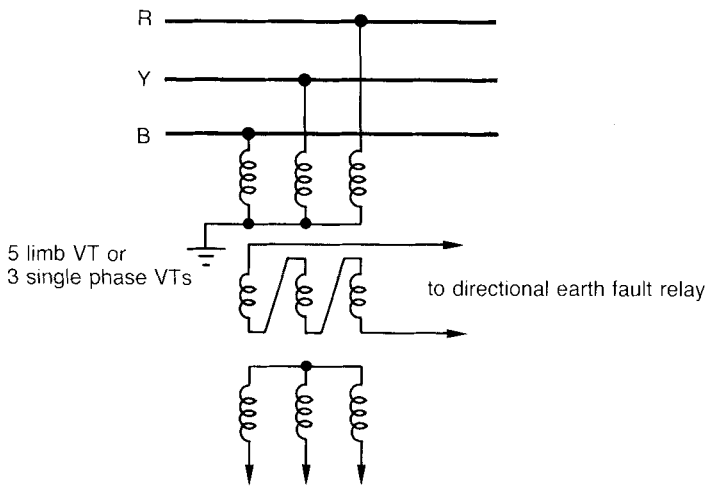 R
Y
B
5 limb VT or
3 single phase VTs
to directional earth fault relay